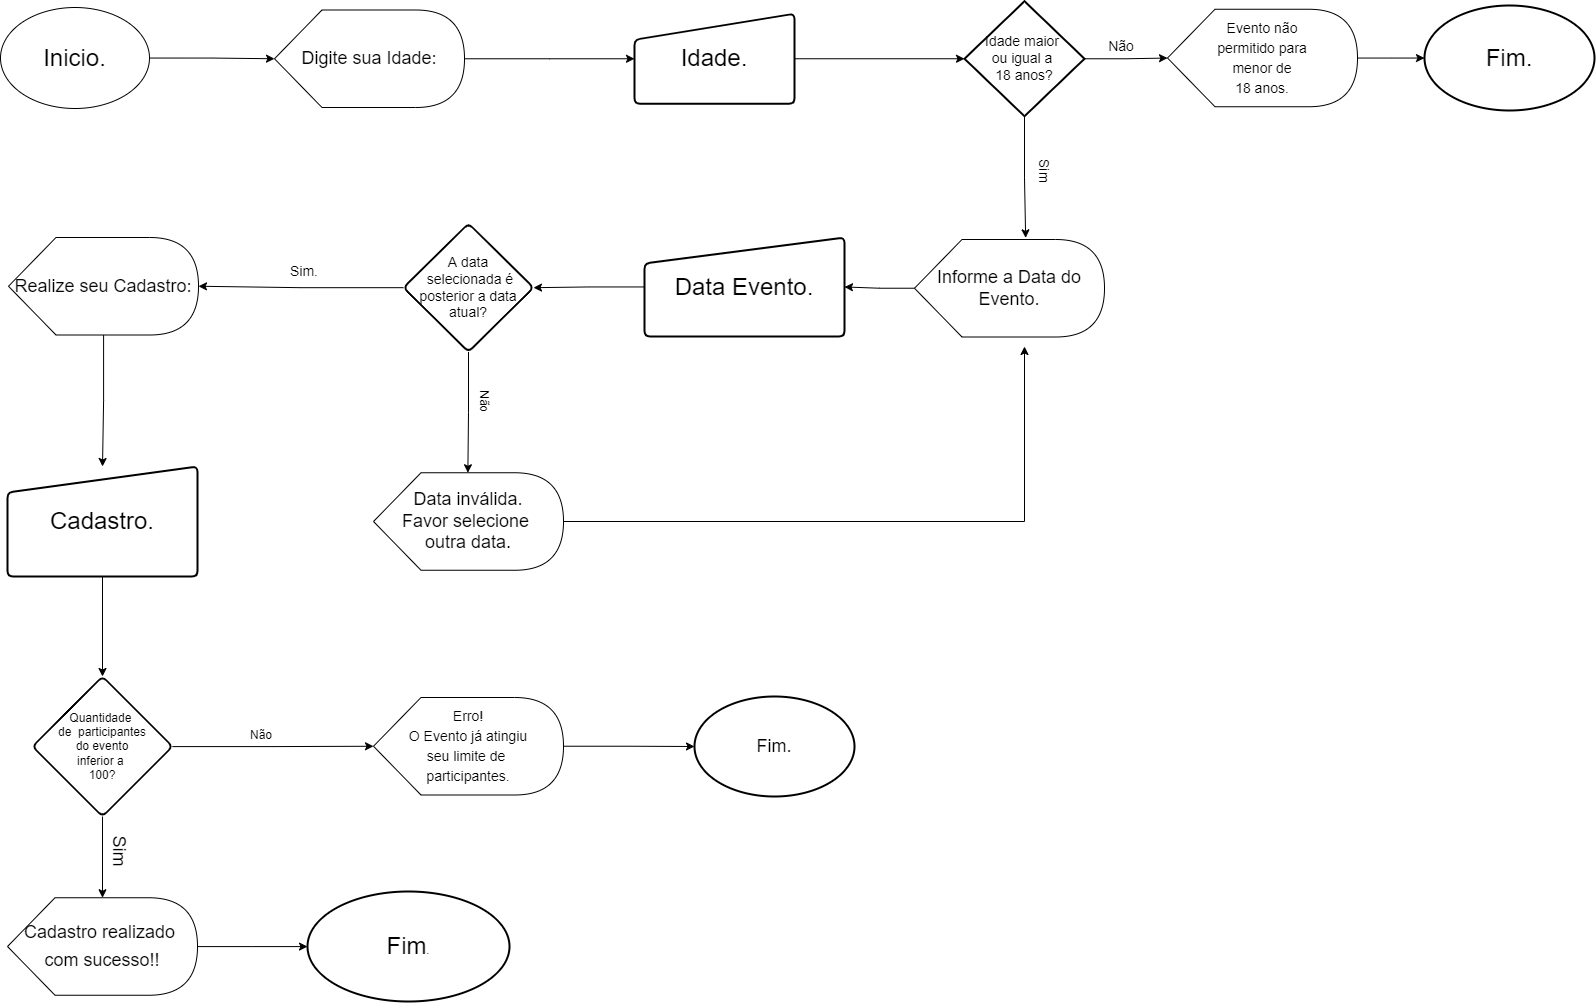 Inicio.
Digite sua Idade:
Idade.
Idade maior
ou igual a
18 anos?
Não
Evento não
permitido para
menor de
18 anos.
Fim.
Sim
Realize seu Cadastro:
Sim.
A data
selecionada é
posterior a data
atual?
Data Evento.
Informe a Data do
Evento.
Não
Data inválida.
Favor selecione
outra data.
Cadastro.
Quantidade
de participantes
do evento
inferior a
100?
Não
Erro!
O Evento já atingiu
seu limite de
participantes.
Fim.
Sim
Cadastro realizado
com sucesso!!
Fim.